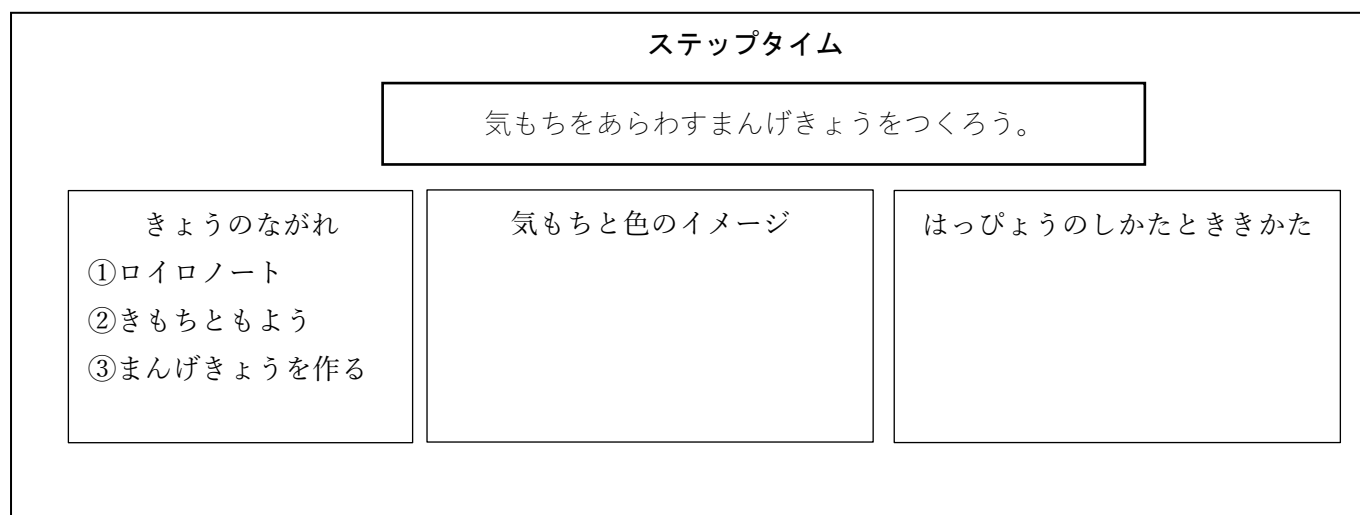 ステップタイム
気もちをあらわすまんげきょうをつくろう。
きょうのながれ
①ロイロノート
②きもちともよう
③まんげきょうを作る
気もちと色のイメージ
はっぴょうのしかたとききかた